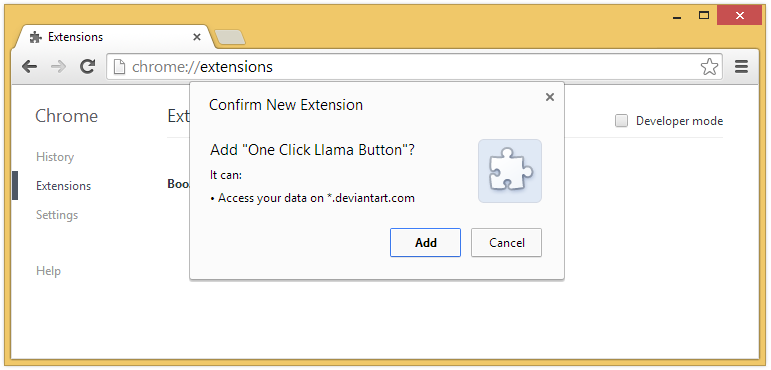 Extensions
chrome://extensions
Chrome
History
Extensions
Settings
Help
Ext
Developer mode
Boo
Confirm New Extension
Add "One Click Llama Button"?
It can:
• Access your data on *.deviantart.com
Add
Cancel